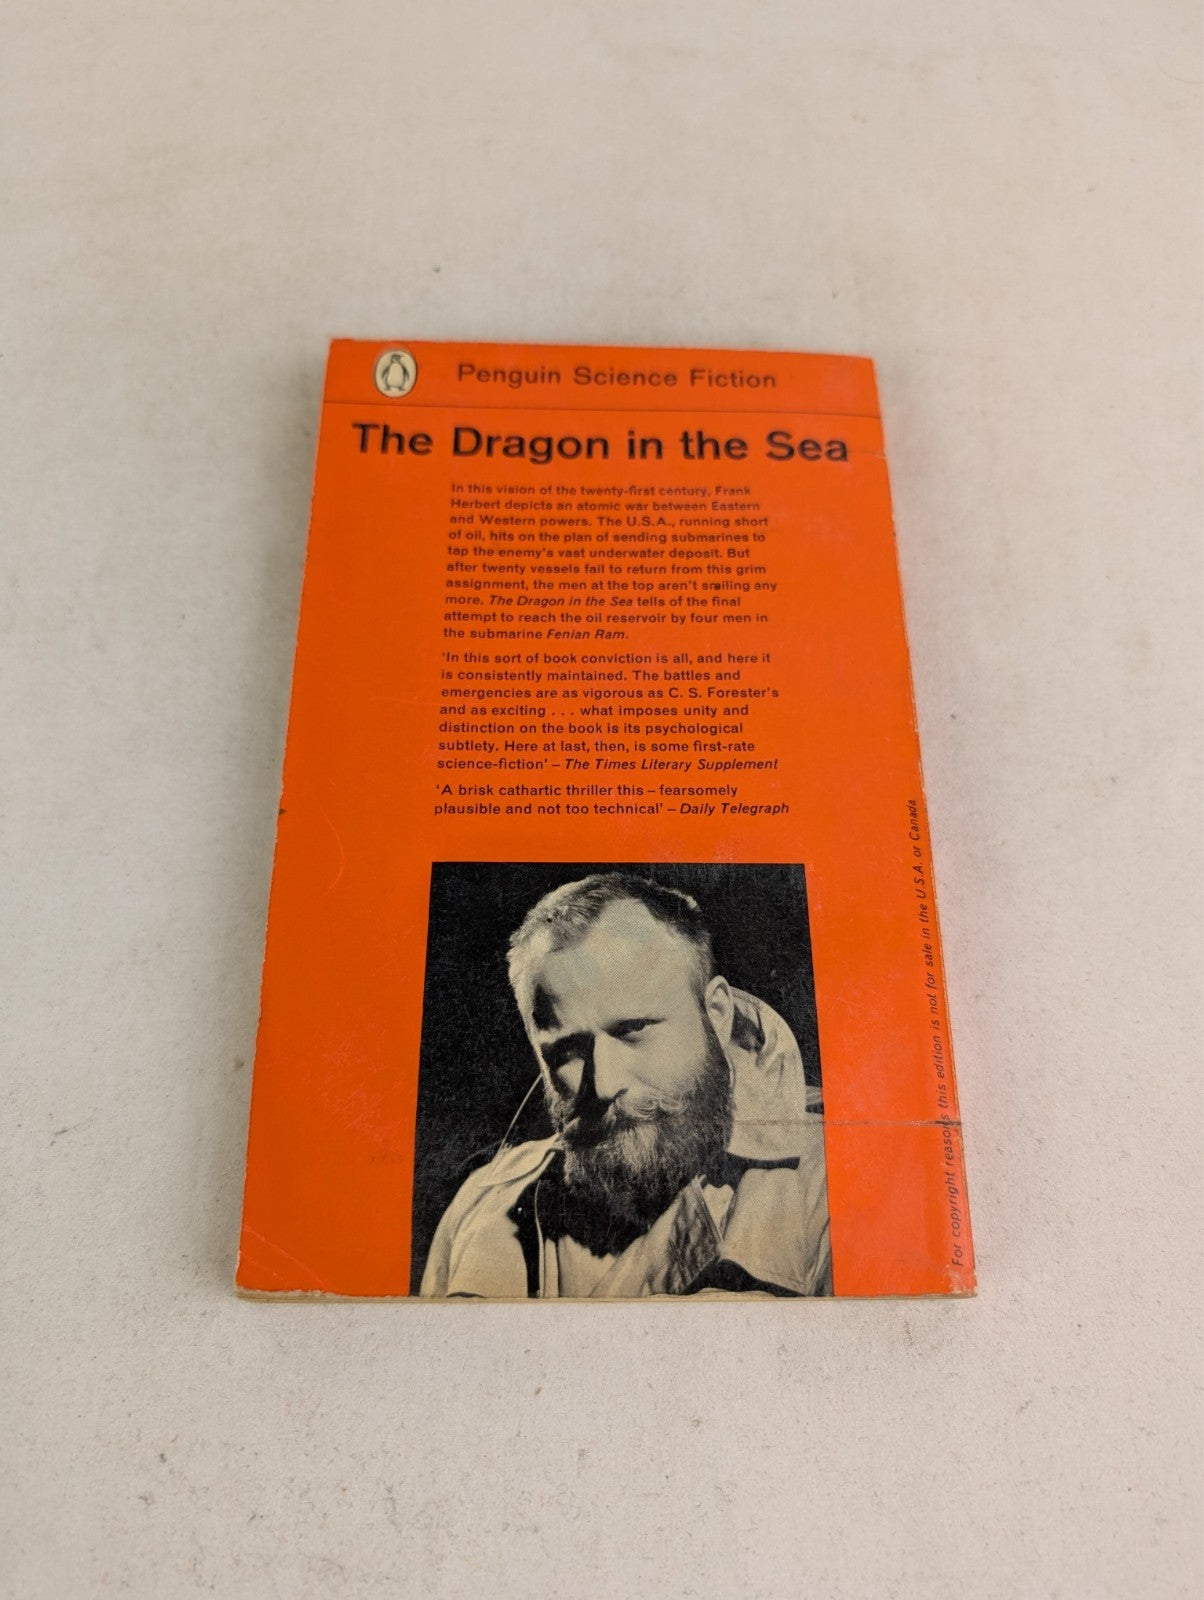 Penguin Science Fiction
The Dragon in the Sea
In this vision of the twenty-first century, Frank
Herbert depicts an atomic war between Eastern
and Western powers. The U.S.A., running short
of oil, hits on the plan of sending submarines to
tap the enemy's vast underwater deposit. But
after twenty vessels fail to return from this grim
assignment, the men at the top aren't smiling any
more. The Dragon in the Sea tells of the final
attempt to reach the oil reservoir by four men in
the submarine Fenian Ram.
'In this sort of book conviction is all, and here it
is consistently maintained. The battles and
emergencies are as vigorous as C. S. Forester's
and as exciting . . . what imposes unity and
distinction on the book is its psychological
subtlety. Here at last, then, is some first-rate
science-fiction' – The Times Literary Supplement
'A brisk cathartic thriller this – fearsomely
plausible and not too technical' – Daily Telegraph
For copyright reasons this edition is not for sale in the U.S.A. or Canada